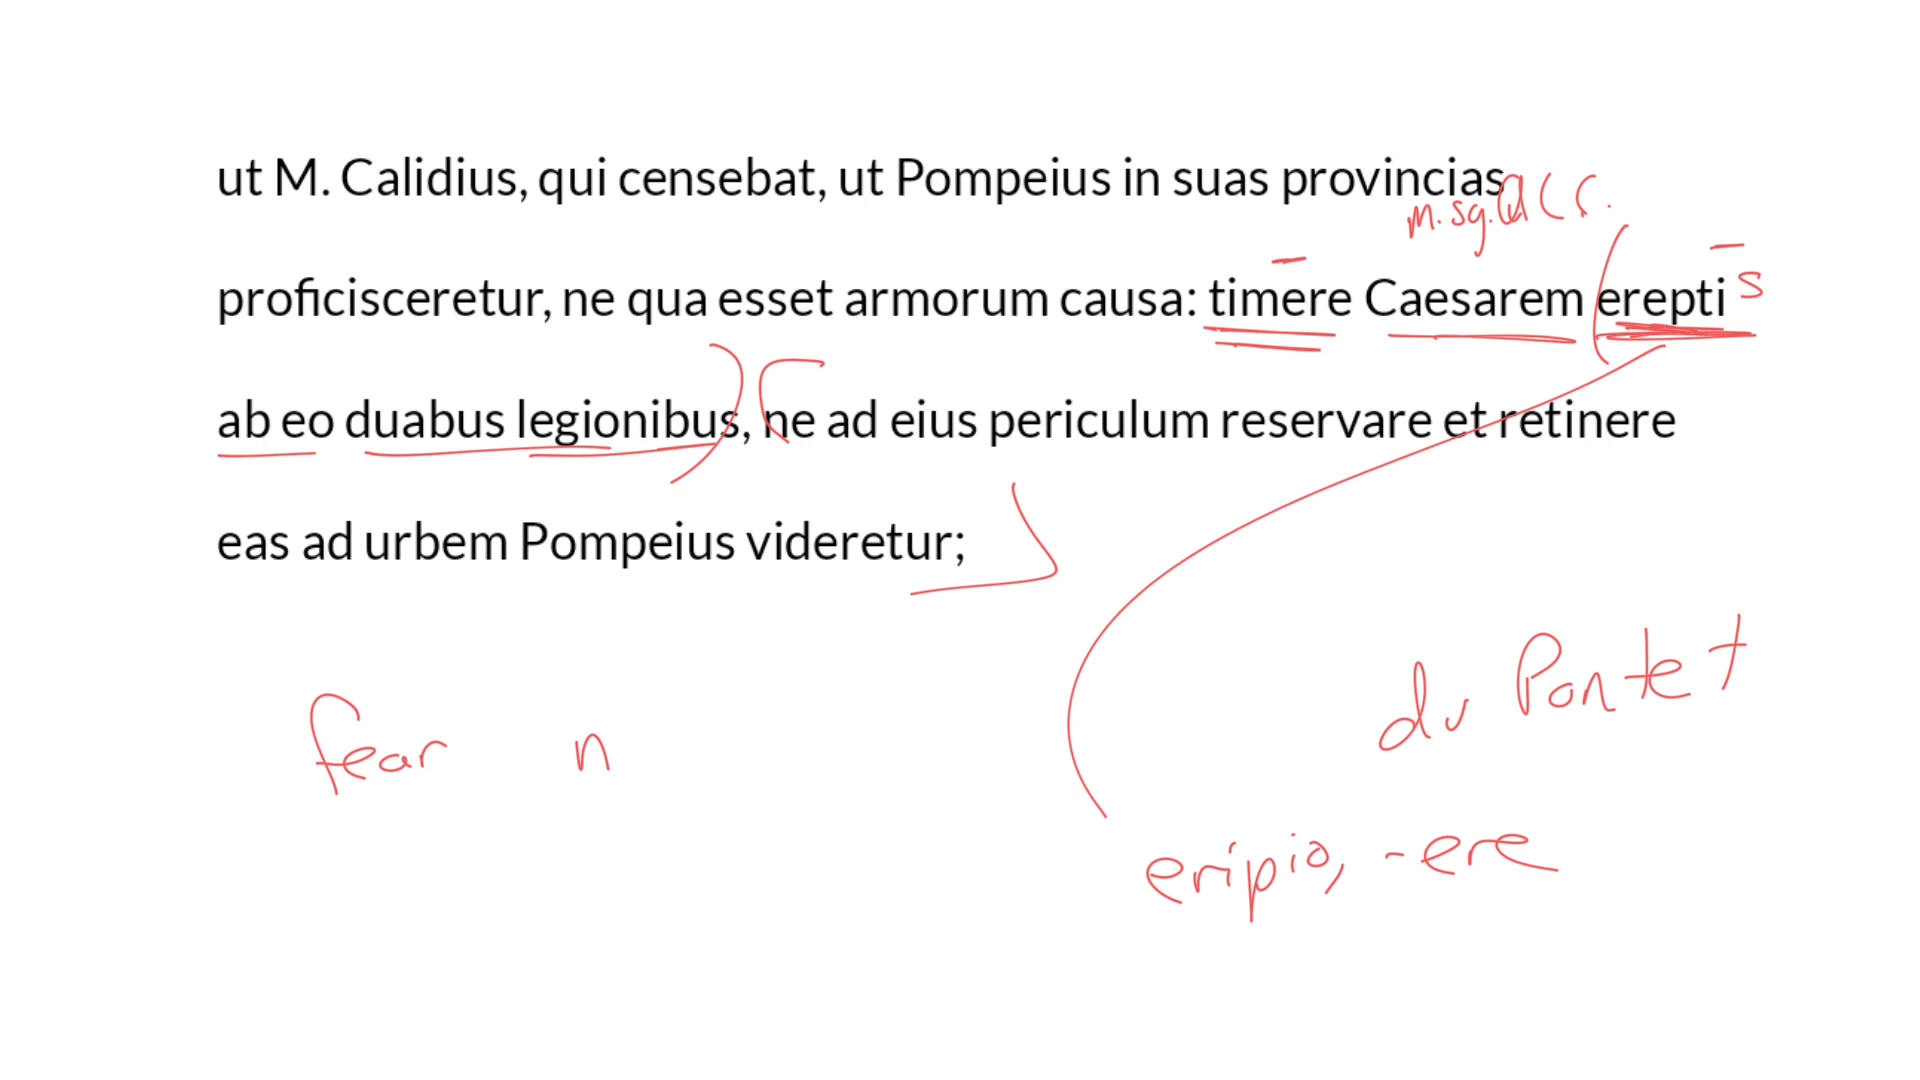 ut M. Calidius, qui censebat, ut Pompeius in suas provincias
m.sg. acc.
proficisceretur, ne qua esset armorum causa: timere Caesarem erepti s
ab eo duabus legionibus, ne ad eius periculum reservare et retinere
eas ad urbem Pompeius videretur;
du Pontet
fear n
eripio, -ere